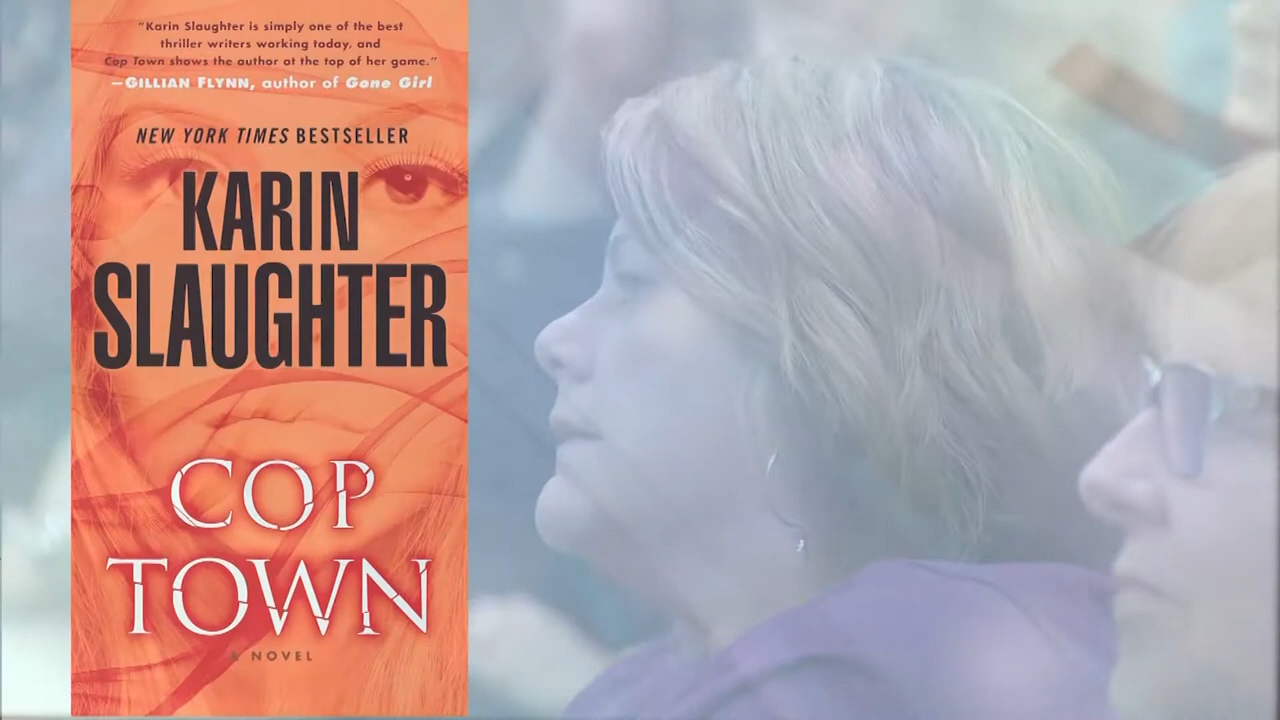 "Karin Slaughter is simply one of the best
thriller writers working today, and
Cop Town shows the author at the top of her game."
—GILLIAN FLYNN, author of Gone Girl
NEW YORK TIMES BESTSELLER
KARIN
SLAUGHTER
COP
TOWN
A NOVEL